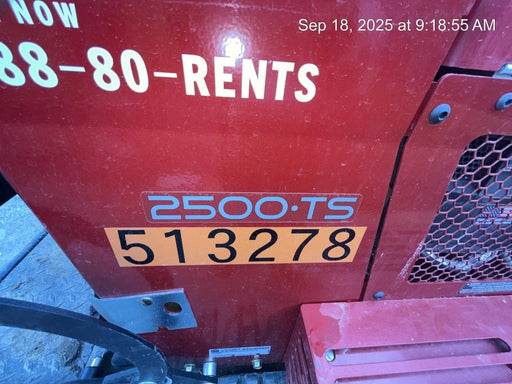 Sep 18, 2025 at 9:18:55 AM
NOW
88-80-RENTS
2500·TS
513278